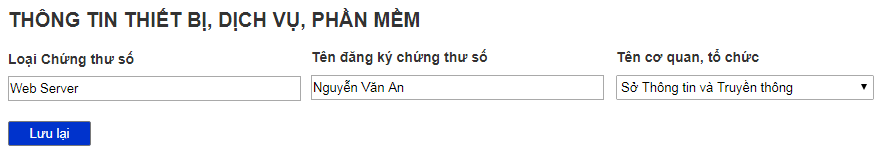 THÔNG TIN THIẾT BỊ, DỊCH VỤ, PHẦN MỀM
Loại Chứng thư số Tên đăng ký chứng thư số Tên cơ quan, tổ chức
Web Server Nguyễn Văn An Sở Thông tin và Truyền thông
Lưu lại